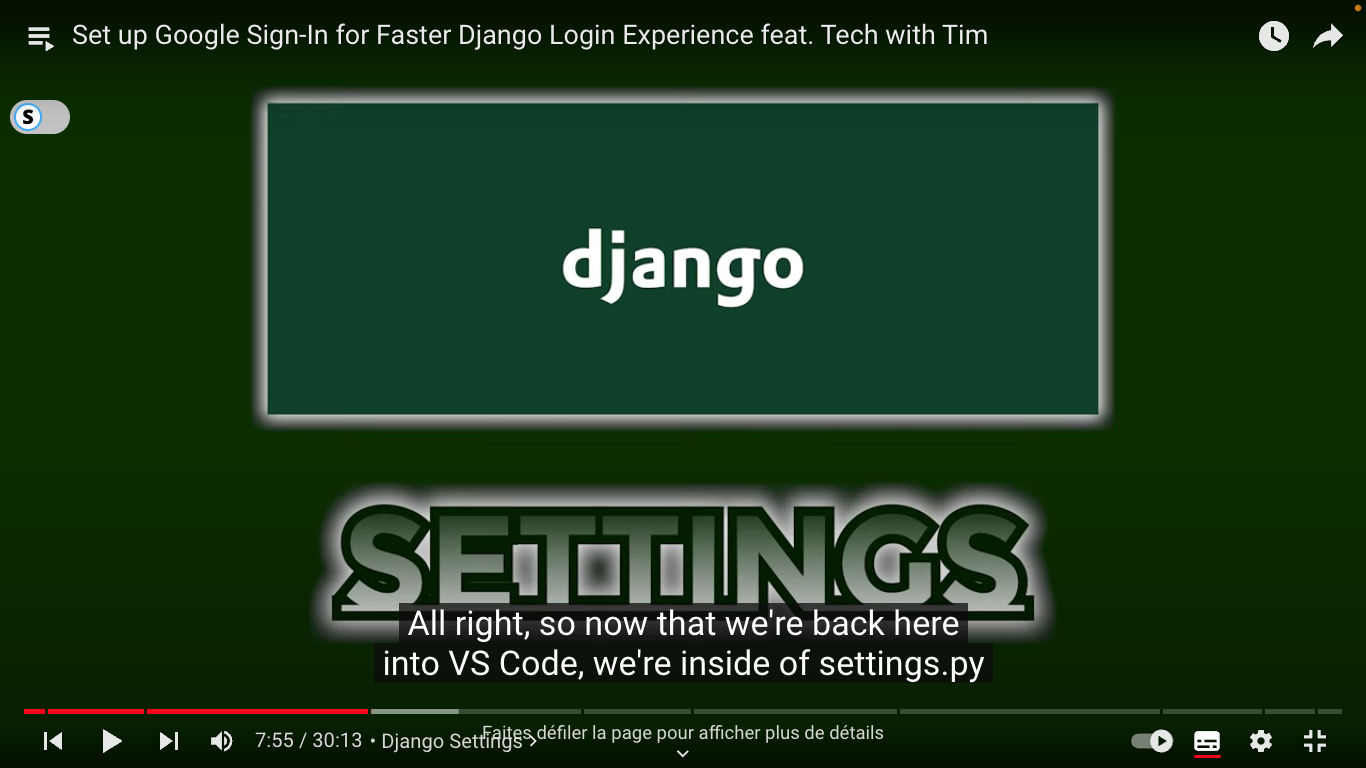 Set up Google Sign-In for Faster Django Login Experience feat. Tech with Tim
S
django
SETTINGS
All right, so now that we're back here
into VS Code, we're inside of settings.py
Faites défiler la page pour afficher plus de détails
7:55 / 30:13 • Django Settings >